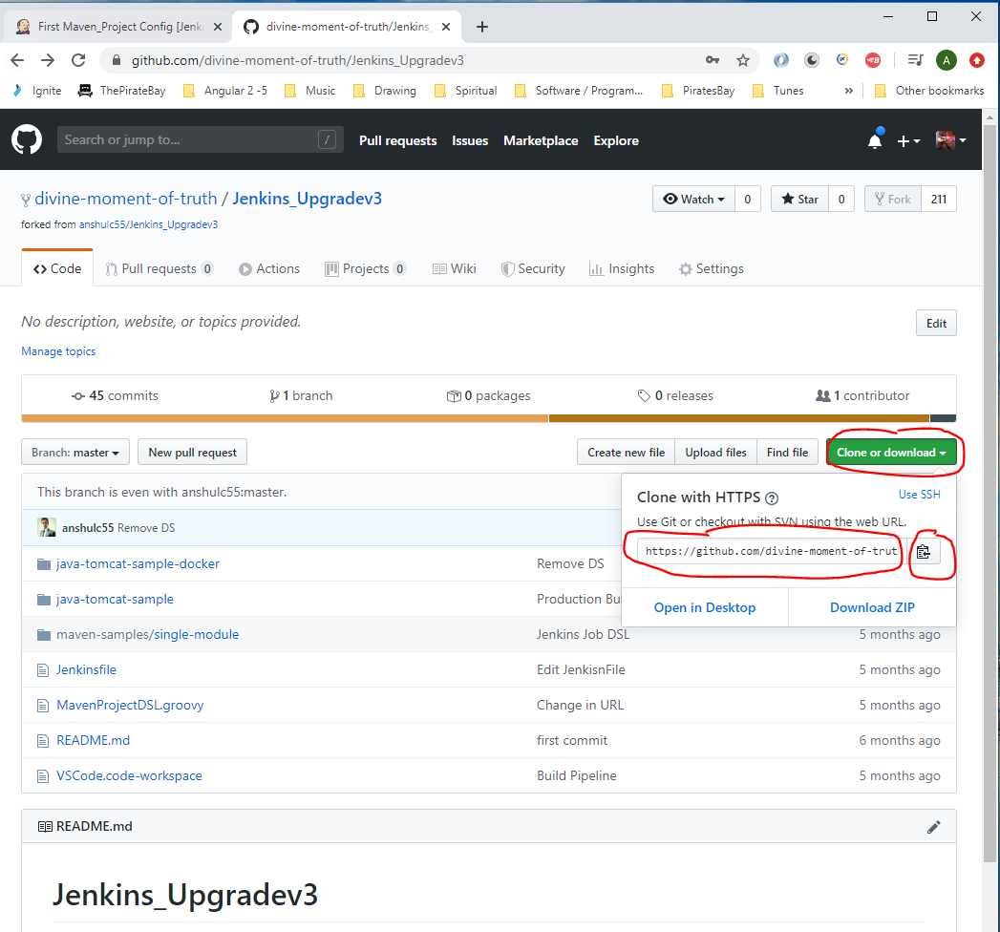 First Maven_Project Config [Jenki
divine-moment-of-truth/Jenkins_
github.com/divine-moment-of-truth/Jenkins_Upgradev3
A
Ignite ThePirateBay Angular 2 -5 Music Drawing Spiritual Software / Program... PiratesBay Tunes » Other bookmarks
Search or jump to... / Pull requests Issues Marketplace Explore
divine-moment-of-truth / Jenkins_Upgradev3 Watch 0 Star 0 Fork 211
forked from anshulc55/Jenkins_Upgradev3
Code Pull requests 0 Actions Projects 0 Wiki Security Insights Settings
No description, website, or topics provided. Edit
Manage topics
45 commits 1 branch 0 packages 0 releases 1 contributor
Branch: master New pull request Create new file Upload files Find file Clone or download
This branch is even with anshulc55:master.
Clone with HTTPS ? Use SSH
Use Git or checkout with SVN using the web URL.
https://github.com/divine-moment-of-trut
Open in Desktop Download ZIP
anshulc55 Remove DS
java-tomcat-sample-docker Remove DS
java-tomcat-sample Production Bu
maven-samples/single-module Jenkins Job DSL 5 months ago
Jenkinsfile Edit JenkisnFile 5 months ago
MavenProjectDSL.groovy Change in URL 5 months ago
README.md first commit 6 months ago
VSCode.code-workspace Build Pipeline 5 months ago
README.md
Jenkins_Upgradev3